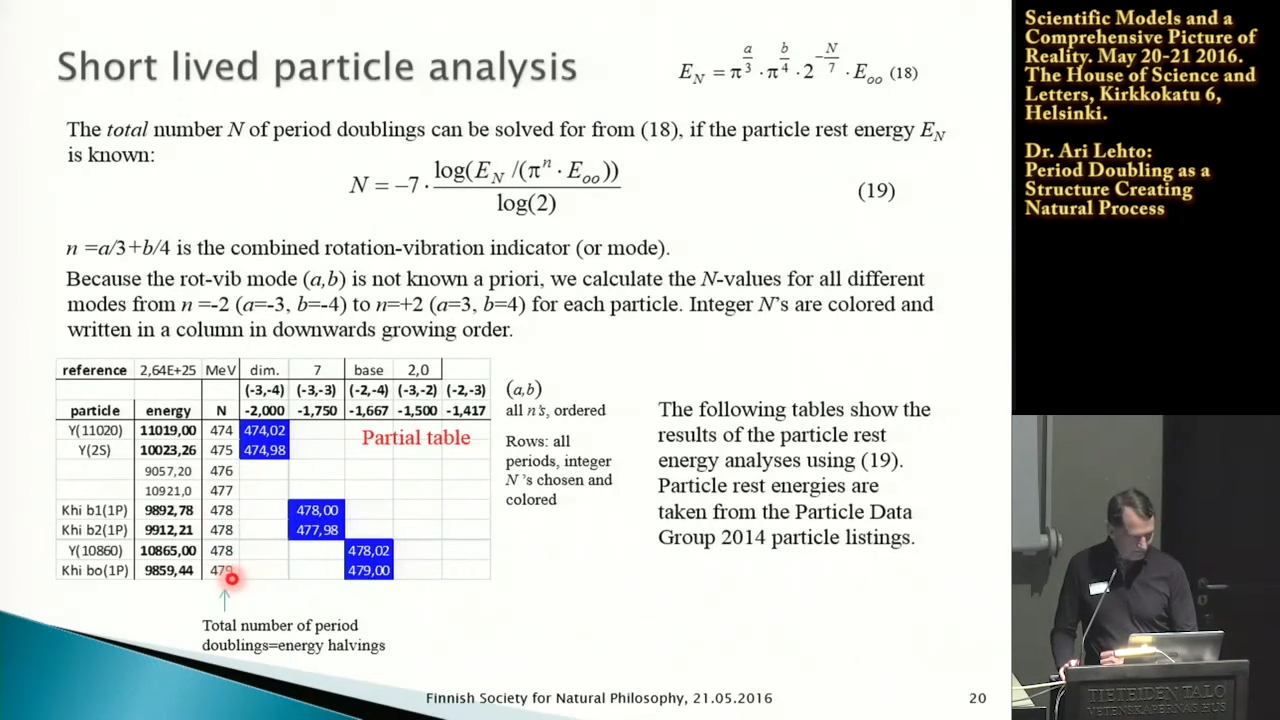 Short lived particle analysis
E_N = π^(a/3) · π^(b/4) · 2^(-N/7) · E_oo (18)
The total number N of period doublings can be solved for from (18), if the particle rest energy E_N
is known:
N = −7 · log(E_N /(π^n · E_oo)) / log(2) (19)
n =a/3+b/4 is the combined rotation-vibration indicator (or mode).
Because the rot-vib mode (a,b) is not known a priori, we calculate the N-values for all different
modes from n =-2 (a=-3, b=-4) to n=+2 (a=3, b=4) for each particle. Integer N's are colored and
written in a column in downwards growing order.
reference 2,64E+25 MeV dim. 7 base 2,0
(-3,-4) (-3,-3) (-2,-4) (-3,-2) (-2,-3)
particle energy N -2,000 -1,750 -1,667 -1,500 -1,417
Y(11020) 11019,00 474 474,02
Y(2S) 10023,26 475 474,98
Partial table
9057,20 476
10921,0 477
Khi b1(1P) 9892,78 478 478,00
Khi b2(1P) 9912,21 478 477,98
Y(10860) 10865,00 478 478,02
Khi bo(1P) 9859,44 479 479,00
(a,b)
all n's, ordered
Rows: all
periods, integer
N 's chosen and
colored
The following tables show the
results of the particle rest
energy analyses using (19).
Particle rest energies are
taken from the Particle Data
Group 2014 particle listings.
Total number of period
doublings=energy halvings
Finnish Society for Natural Philosophy, 21.05.2016
20
Scientific Models and a
Comprehensive Picture of
Reality. May 20-21 2016.
The House of Science and
Letters, Kirkkokatu 6,
Helsinki.
Dr. Ari Lehto:
Period Doubling as a
Structure Creating
Natural Process
TIETEIDEN TALO
VETENSKAPERNAS HUS